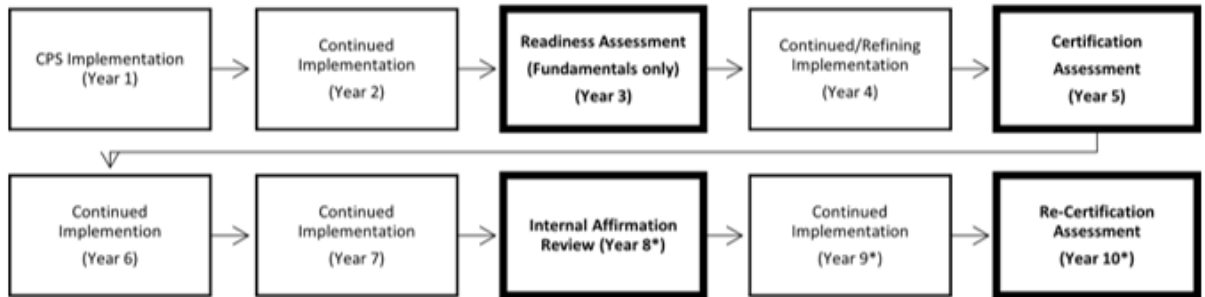 CPS Implementation
(Year 1)
Continued
Implementation
(Year 2)
Readiness Assessment
(Fundamentals only)
(Year 3)
Continued/Refining
Implementation
(Year 4)
Certification
Assessment
(Year 5)
Continued
Implemention
(Year 6)
Continued
Implementation
(Year 7)
Internal Affirmation
Review (Year 8*)
Continued
Implementation
(Year 9*)
Re-Certification
Assessment
(Year 10*)